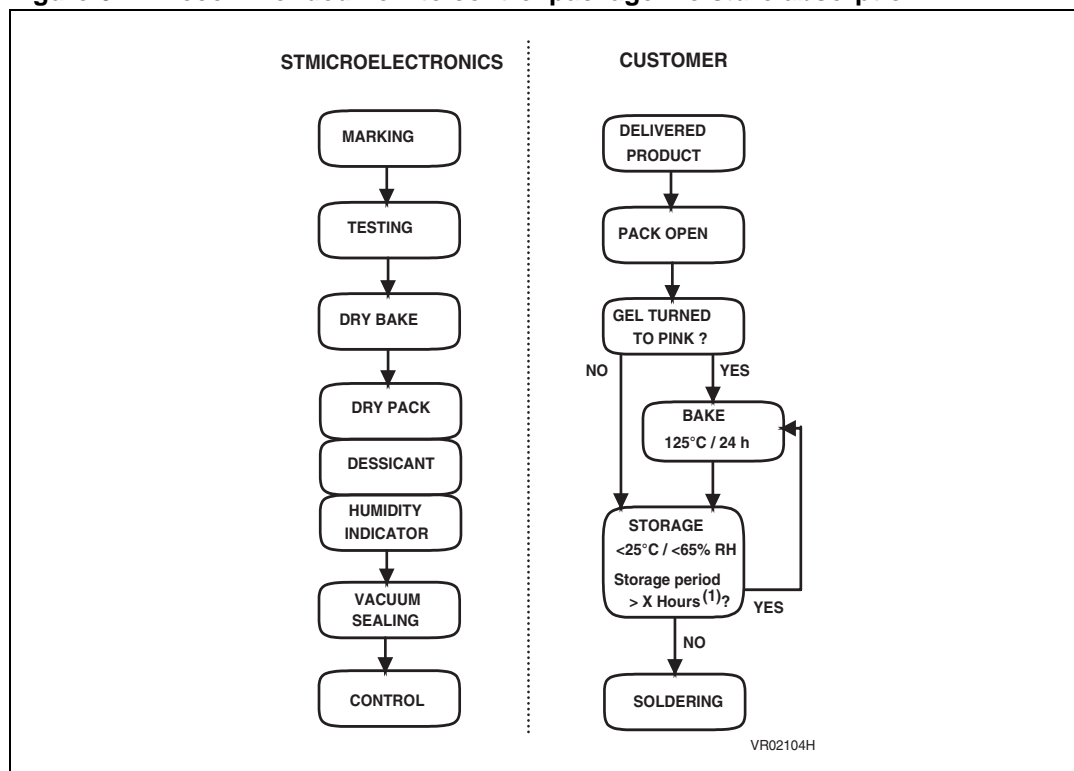 STMICROELECTRONICS
MARKING
TESTING
DRY BAKE
DRY PACK
DESSICANT
HUMIDITY
INDICATOR
VACUUM
SEALING
CONTROL
CUSTOMER
DELIVERED
PRODUCT
PACK OPEN
GEL TURNED
TO PINK ?
NO
YES
BAKE
125°C / 24 h
STORAGE
<25°C / <65% RH
Storage period
> X Hours(1)?
YES
NO
SOLDERING
VR02104H